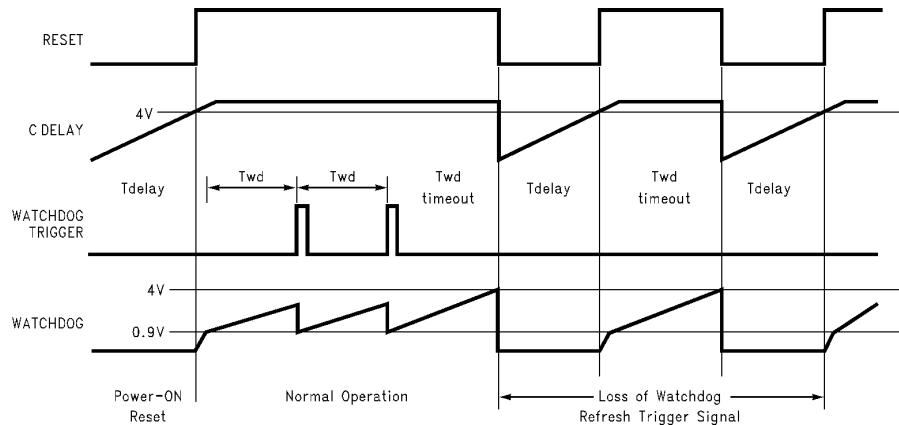 RESET
4V
C DELAY
Tdelay
Twd
Twd
Twd
timeout
Tdelay
Twd
timeout
Tdelay
WATCHDOG
TRIGGER
4V
WATCHDOG
0.9V
Power-ON
Reset
Normal Operation
Loss of Watchdog
Refresh Trigger Signal